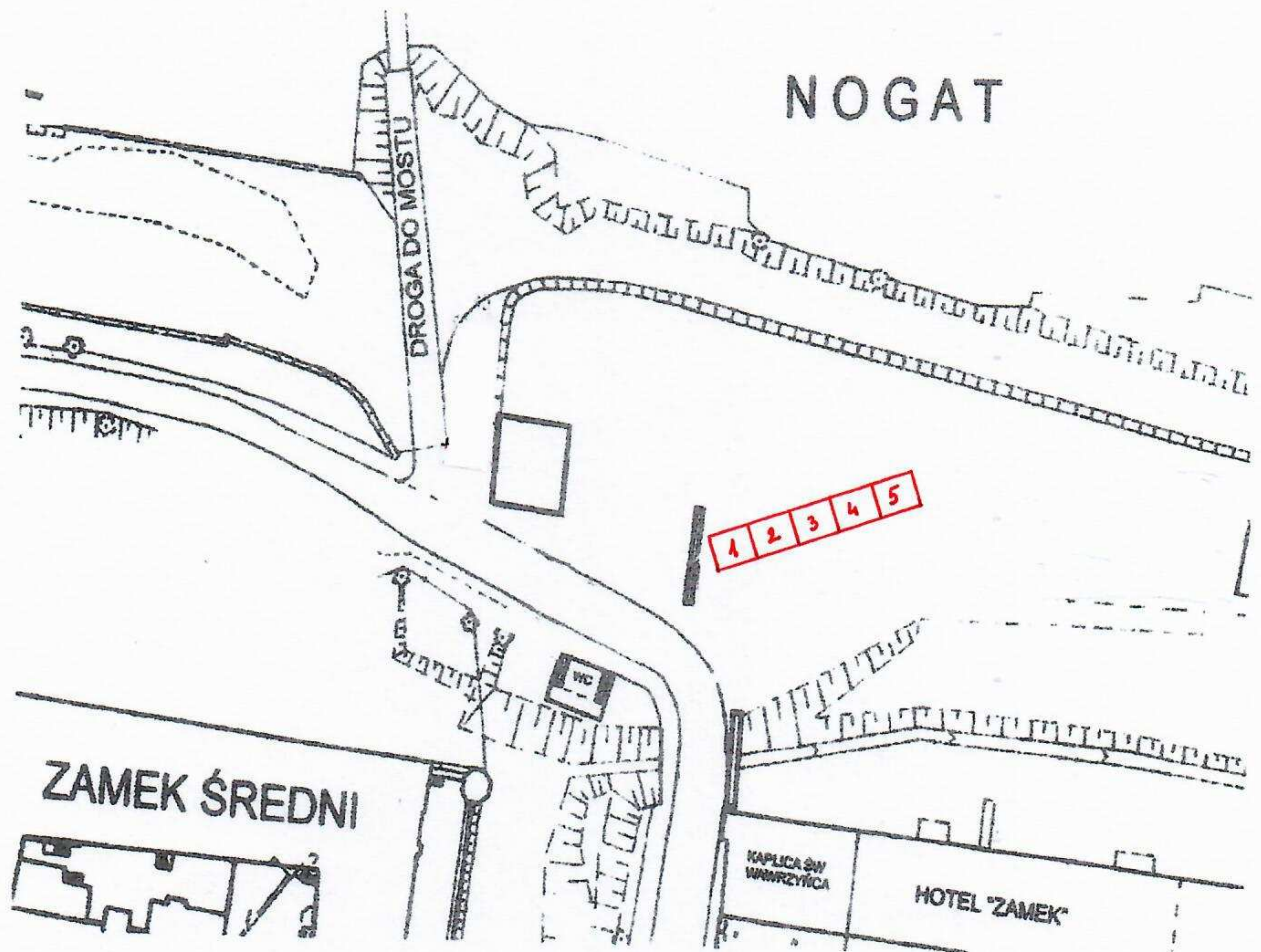 NOGAT
DROGA DO MOSTU
1 2 3 4 5
WC
ZAMEK ŚREDNI
KAPLICA ŚW
WAWRZYŃCA
HOTEL "ZAMEK"